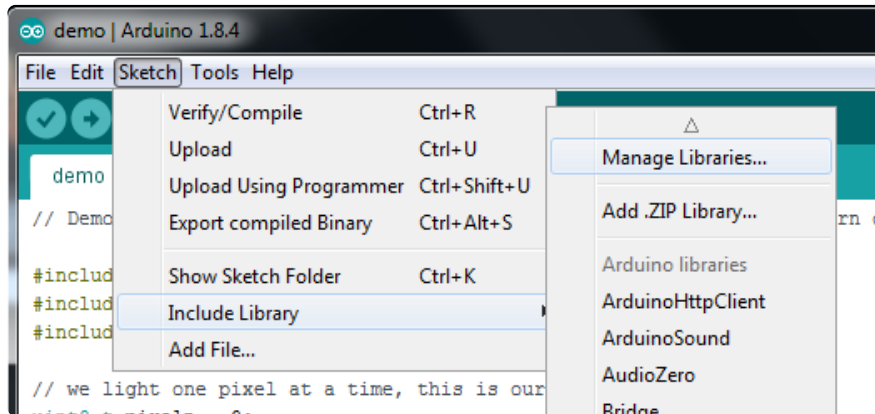 demo | Arduino 1.8.4
File Edit Sketch Tools Help
Verify/Compile Ctrl+R
Upload Ctrl+U
Upload Using Programmer Ctrl+Shift+U
Export compiled Binary Ctrl+Alt+S
Show Sketch Folder Ctrl+K
Include Library
Add File...
Manage Libraries...
Add .ZIP Library...
Arduino libraries
ArduinoHttpClient
ArduinoSound
AudioZero
Bridge
demo
// Demo
#includ
#includ
#includ
// we light one pixel at a time, this is our